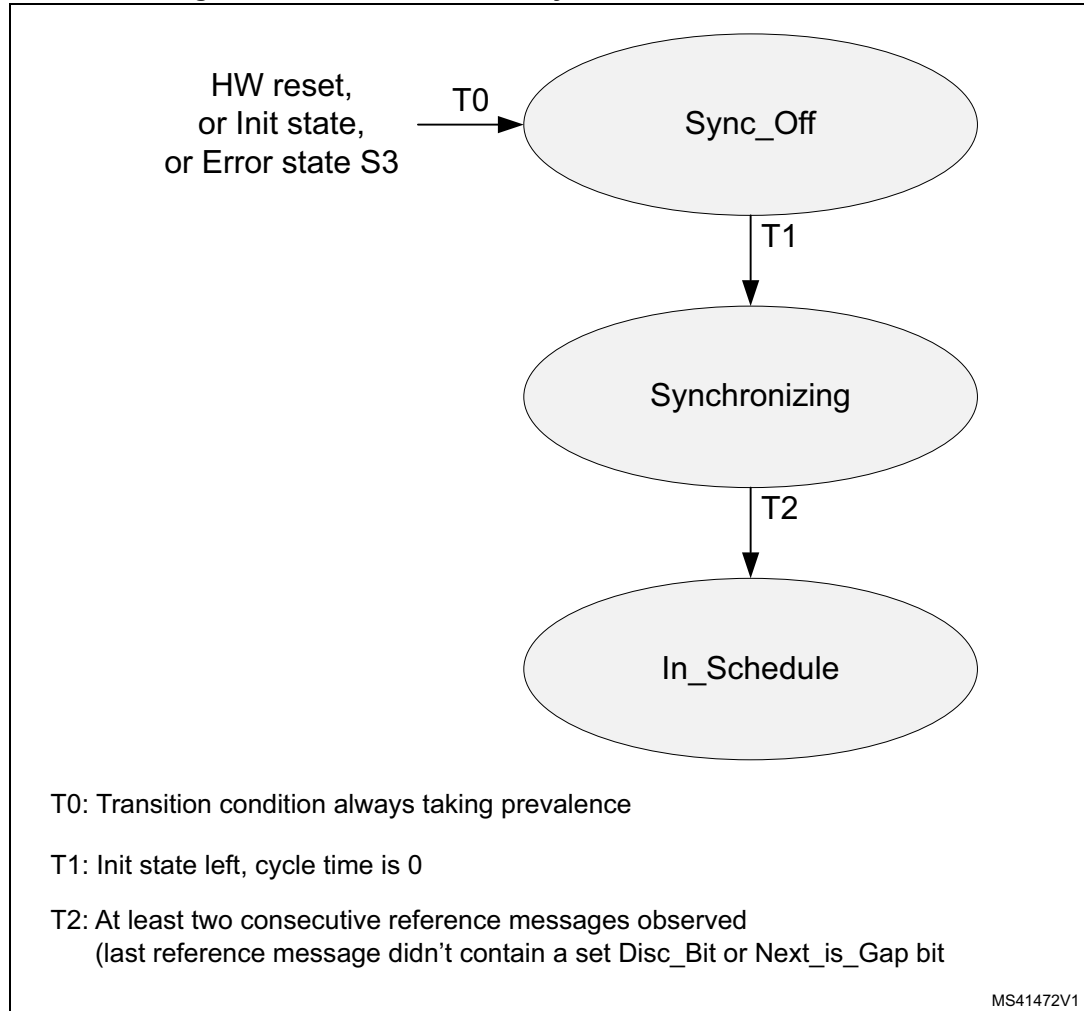 HW reset,
or Init state,
or Error state S3
T0
Sync_Off
T1
Synchronizing
T2
In_Schedule
T0: Transition condition always taking prevalence
T1: Init state left, cycle time is 0
T2: At least two consecutive reference messages observed
(last reference message didn’t contain a set Disc_Bit or Next_is_Gap bit
MS41472V1